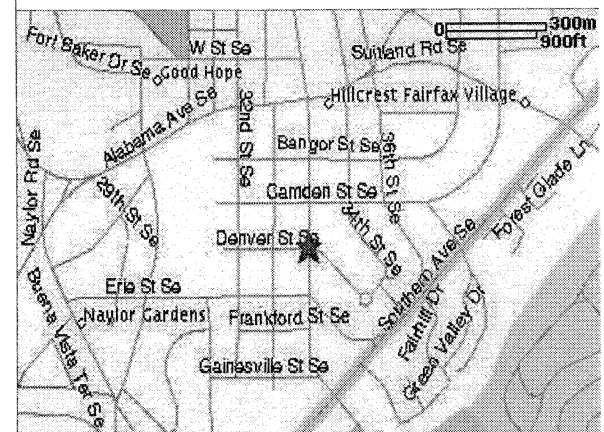 0 300m
900ft
Fort Baker Dr Se
W St Se
Sunland Rd Se
Good Hope
Hillcrest
Fairfax Village
Alabama Ave Se
32nd St Se
Naylor Rd Se
Bangor St Se
36th St Se
29th St Se
Camden St Se
34th St Se
Forest Glade Ln
Denver St Se
Southern Ave Se
Erie St Se
Buena Vista Ter Se
Naylor Gardens
Frankford St Se
Fairhill Dr
Green Valley Dr
Gainesville St Se